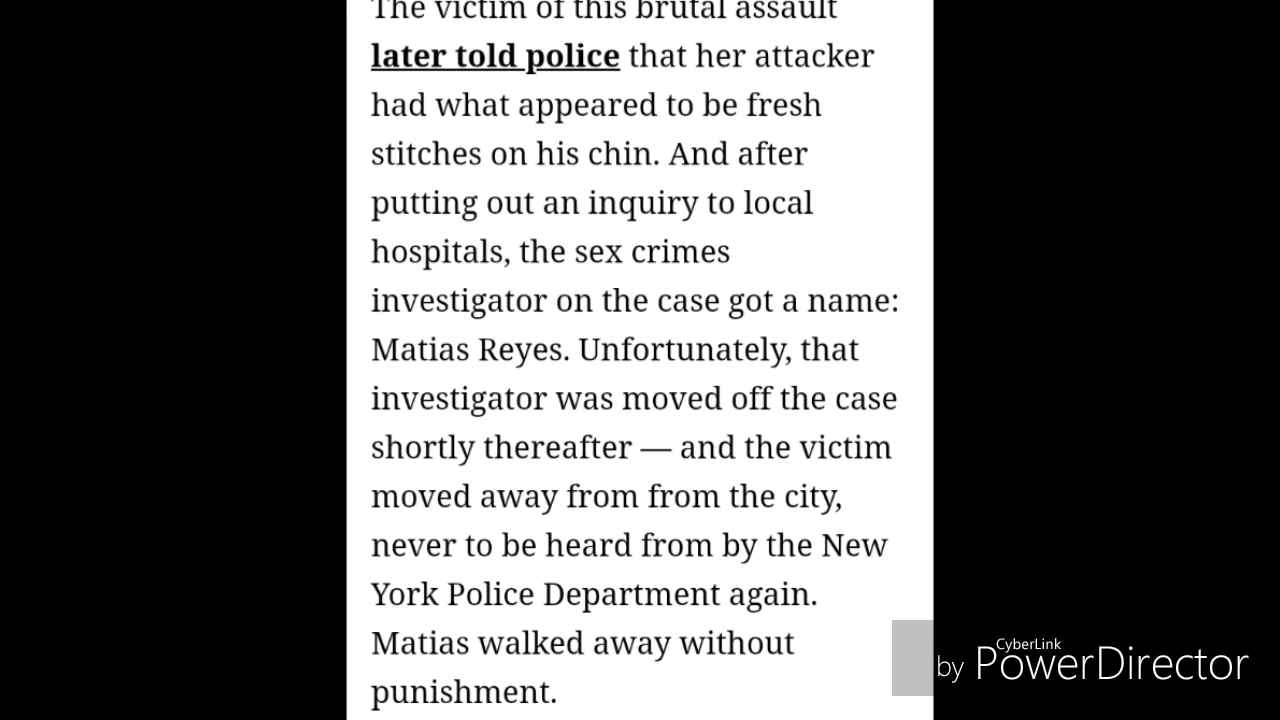 The victim of this brutal assault
later told police that her attacker
had what appeared to be fresh
stitches on his chin. And after
putting out an inquiry to local
hospitals, the sex crimes
investigator on the case got a name:
Matias Reyes. Unfortunately, that
investigator was moved off the case
shortly thereafter — and the victim
moved away from from the city,
never to be heard from by the New
York Police Department again.
Matias walked away without
punishment.
CyberLink
by PowerDirector